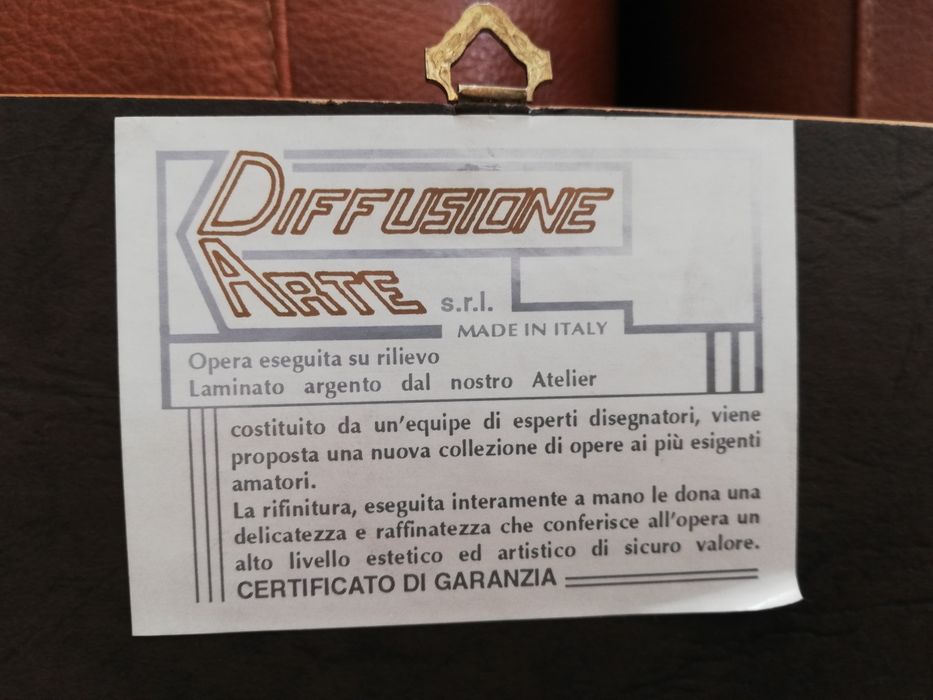 DIFFUSIONE
ARTE s.r.l.
MADE IN ITALY
Opera eseguita su rilievo
Laminato argento dal nostro Atelier
costituito da un'equipe di esperti disegnatori, viene
proposta una nuova collezione di opere ai più esigenti
amatori.
La rifinitura, eseguita interamente a mano le dona una
delicatezza e raffinatezza che conferisce all'opera un
alto livello estetico ed artistico di sicuro valore.
CERTIFICATO DI GARANZIA